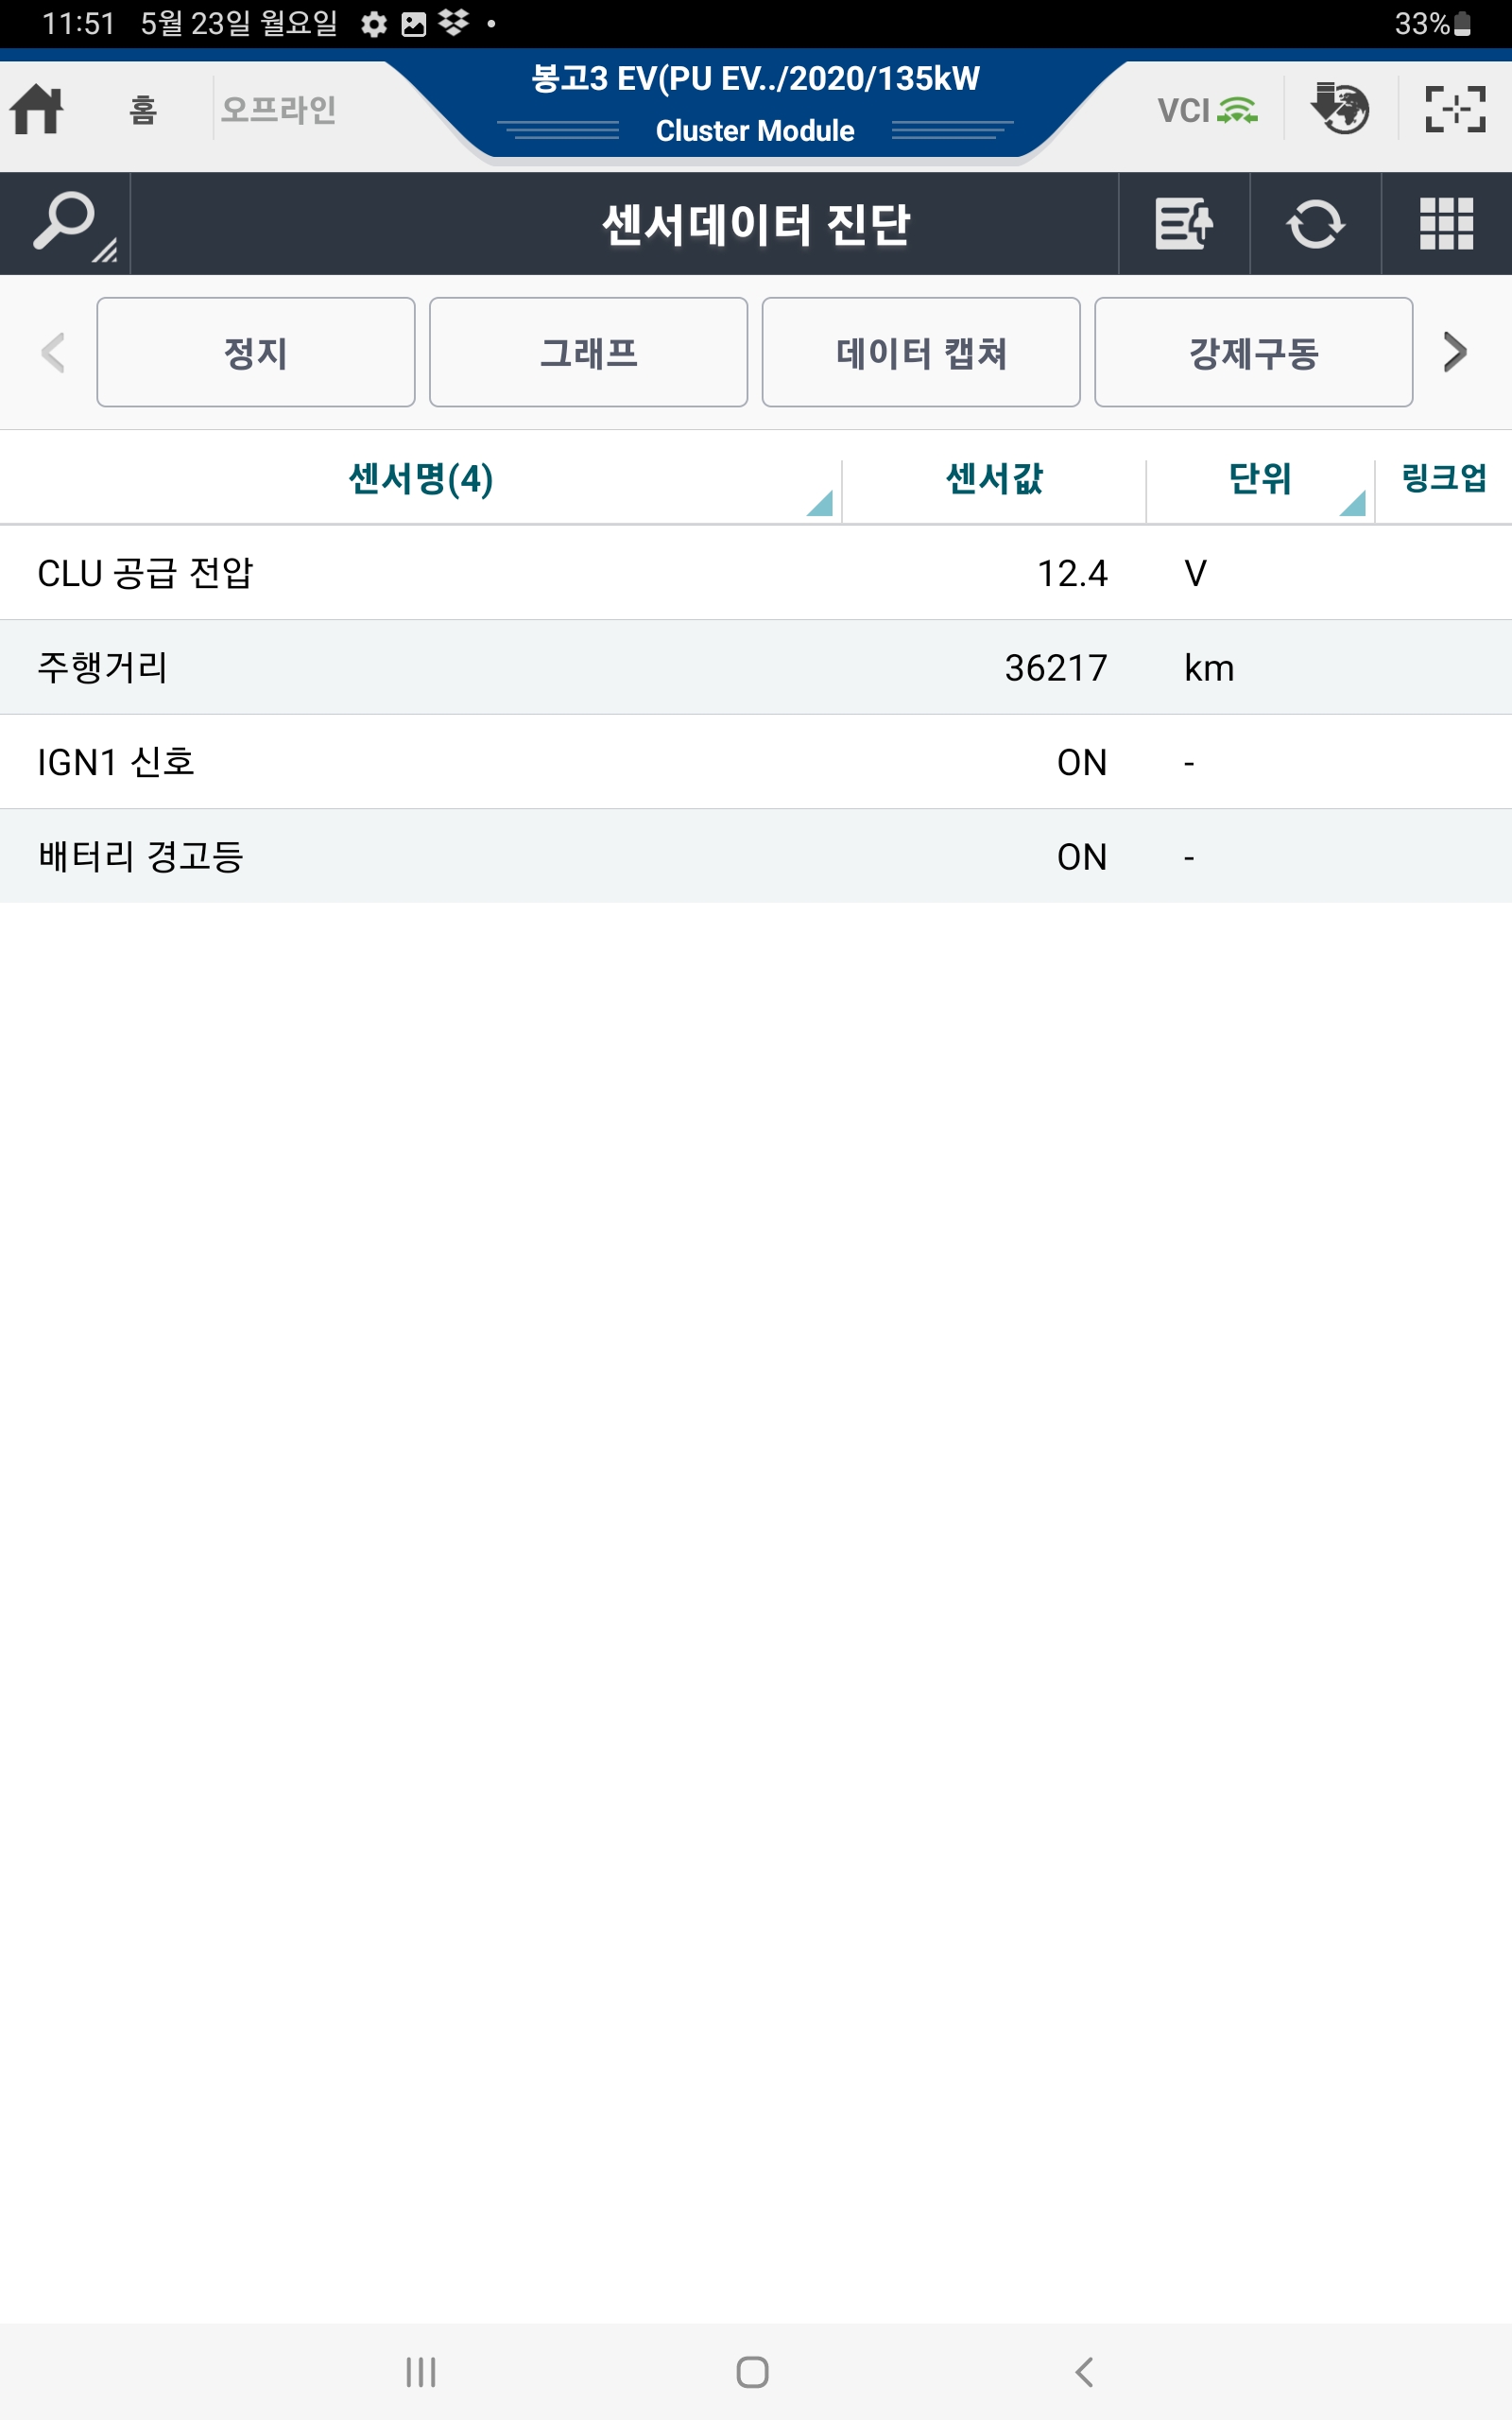 11:51 5월 23일 월요일 33%
봉고3 EV(PU EV../2020/135kW
홈 오프라인 Cluster Module VCI
센서데이터 진단
정지 그래프 데이터 캡쳐 강제구동
센서명(4) 센서값 단위 링크업
CLU 공급 전압 12.4 V
주행거리 36217 km
IGN1 신호 ON -
배터리 경고등 ON -